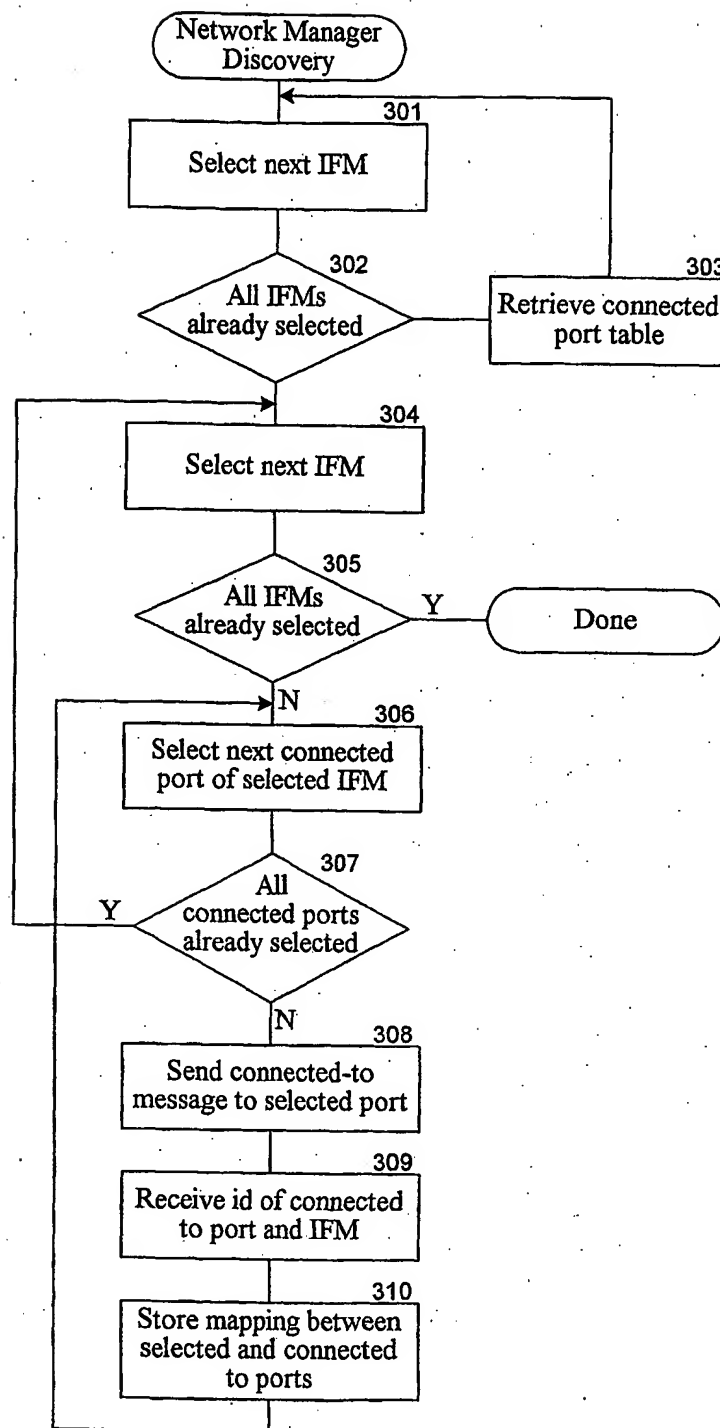 Network Manager
Discovery
301
Select next IFM
302
All IFMs
already selected
303
Retrieve connected
port table
304
Select next IFM
305
All IFMs
already selected
Y
Done
N
306
Select next connected
port of selected IFM
307
All
connected ports
already selected
Y
N
308
Send connected-to
message to selected port
309
Receive id of connected
to port and IFM
310
Store mapping between
selected and connected
to ports